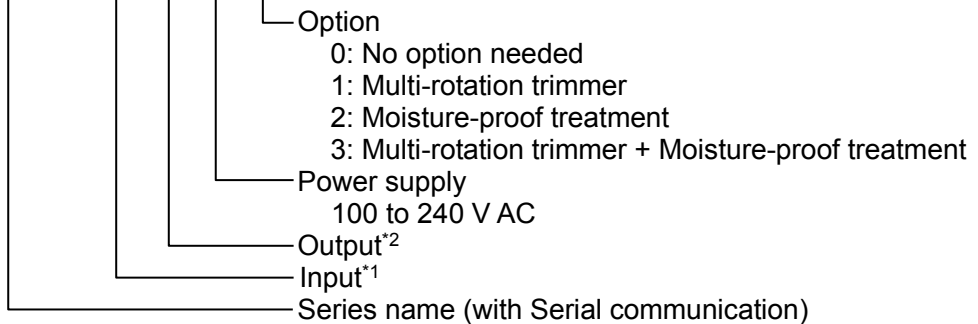 Option
0: No option needed
1: Multi-rotation trimmer
2: Moisture-proof treatment
3: Multi-rotation trimmer + Moisture-proof treatment
Power supply
100 to 240 V AC
Output*2
Input*1
Series name (with Serial communication)